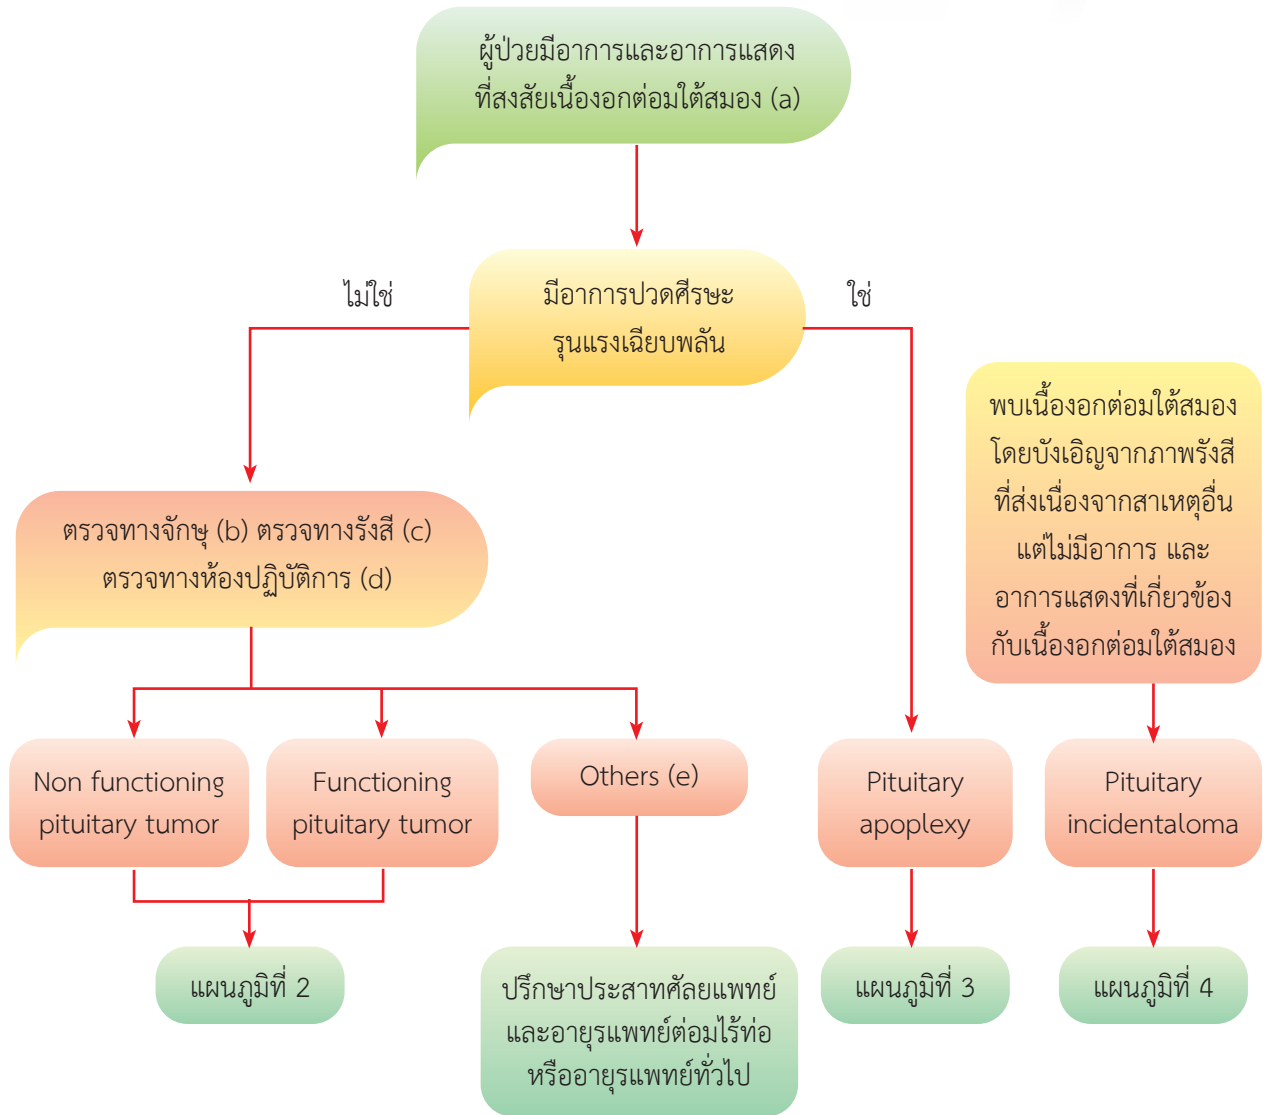 ผู้ป่วยมีอาการและอาการแสดง
ที่สงสัยเนื้องอกต่อมใต้สมอง (a)
ไม่ใช่
มีอาการปวดศีรษะ
รุนแรงเฉียบพลัน
ใช่
พบเนื้องอกต่อมใต้สมอง
โดยบังเอิญจากภาพรังสี
ที่ส่งเนื่องจากสาเหตุอื่น
แต่ไม่มีอาการ และ
อาการแสดงที่เกี่ยวข้อง
กับเนื้องอกต่อมใต้สมอง
ตรวจทางจักษุ (b) ตรวจทางรังสี (c)
ตรวจทางห้องปฏิบัติการ (d)
Non functioning
pituitary tumor
Functioning
pituitary tumor
Others (e)
Pituitary
apoplexy
Pituitary
incidentaloma
แผนภูมิที่ 2
ปรึกษาประสาทศัลยแพทย์
และอายุรแพทย์ต่อมไร้ท่อ
หรืออายุรแพทย์ทั่วไป
แผนภูมิที่ 3
แผนภูมิที่ 4